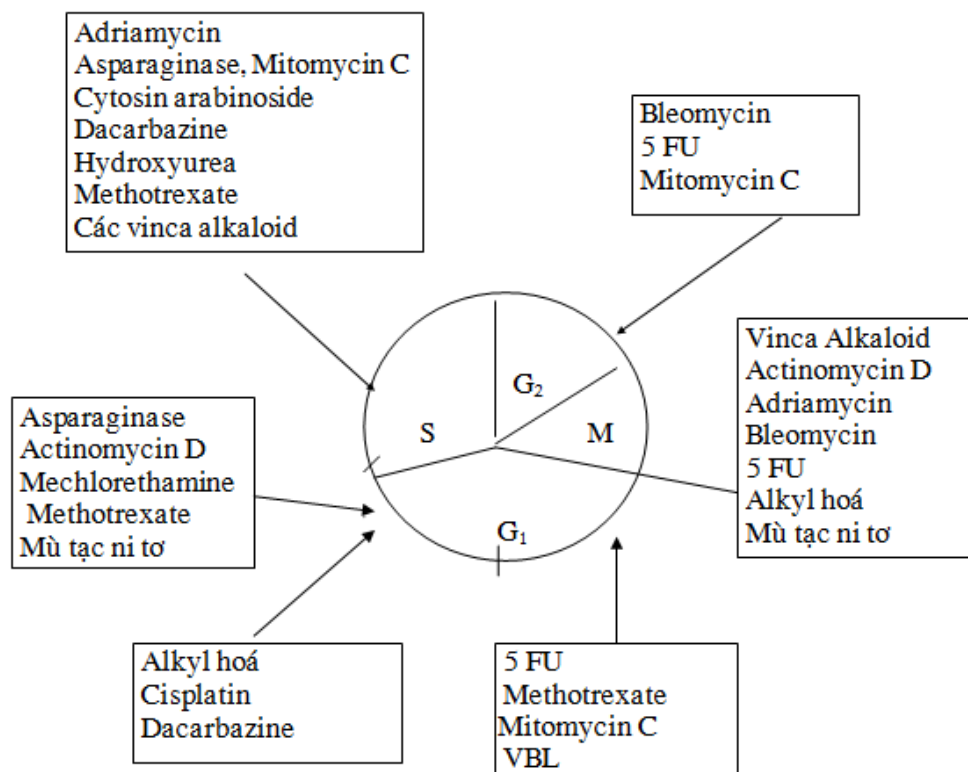 Adriamycin
Asparaginase, Mitomycin C
Cytosin arabinoside
Dacarbazine
Hydroxyurea
Methotrexate
Các vinca alkaloid
Bleomycin
5 FU
Mitomycin C
Vinca Alkaloid
Actinomycin D
Adriamycin
Bleomycin
5 FU
Alkyl hoá
Mù tạc ni tơ
G₂
S
M
G₁
Asparaginase
Actinomycin D
Mechlorethamine
Methotrexate
Mù tạc ni tơ
Alkyl hoá
Cisplatin
Dacarbazine
5 FU
Methotrexate
Mitomycin C
VBL